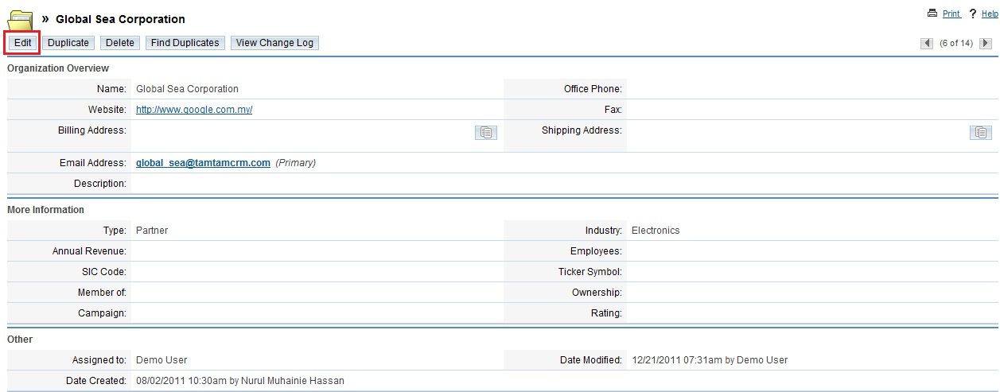 » Global Sea Corporation
Print ? Help
Edit Duplicate Delete Find Duplicates View Change Log (6 of 14)
Organization Overview
Name: Global Sea Corporation Office Phone:
Website: http://www.google.com.my/ Fax:
Billing Address: Shipping Address:
Email Address: global_sea@tamtamcrm.com (Primary)
Description:
More Information
Type: Partner Industry: Electronics
Annual Revenue: Employees:
SIC Code: Ticker Symbol:
Member of: Ownership:
Campaign: Rating:
Other
Assigned to: Demo User Date Modified: 12/21/2011 07:31am by Demo User
Date Created: 08/02/2011 10:30am by Nurul Muhainie Hassan